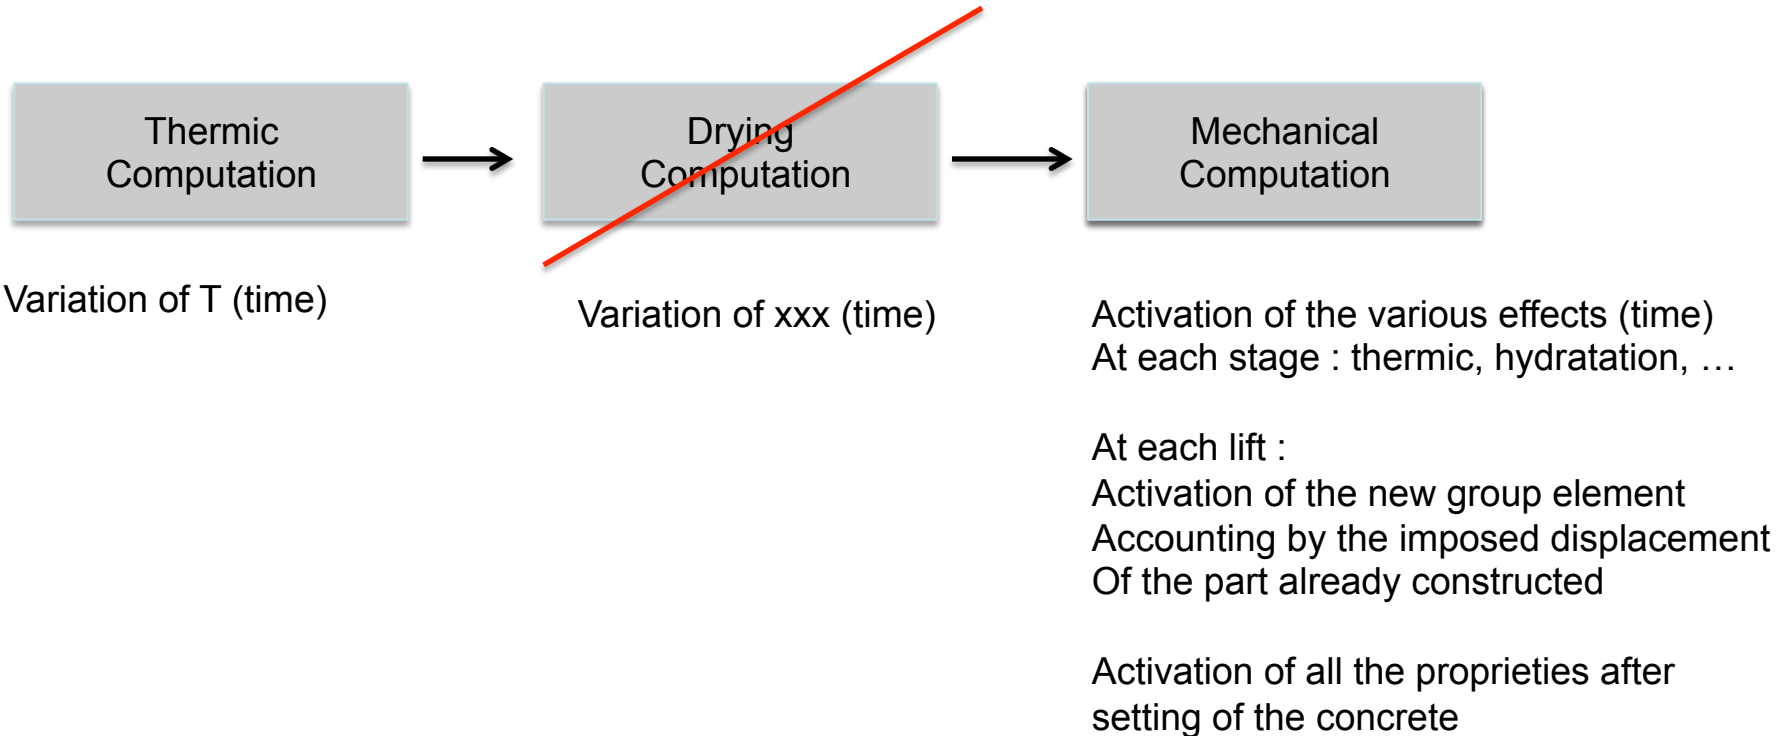 Thermic
Computation
Drying
Computation
Mechanical
Computation
Variation of T (time)
Variation of xxx (time)
Activation of the various effects (time)
At each stage : thermic, hydratation, …
At each lift :
Activation of the new group element
Accounting by the imposed displacement
Of the part already constructed
Activation of all the proprieties after
setting of the concrete